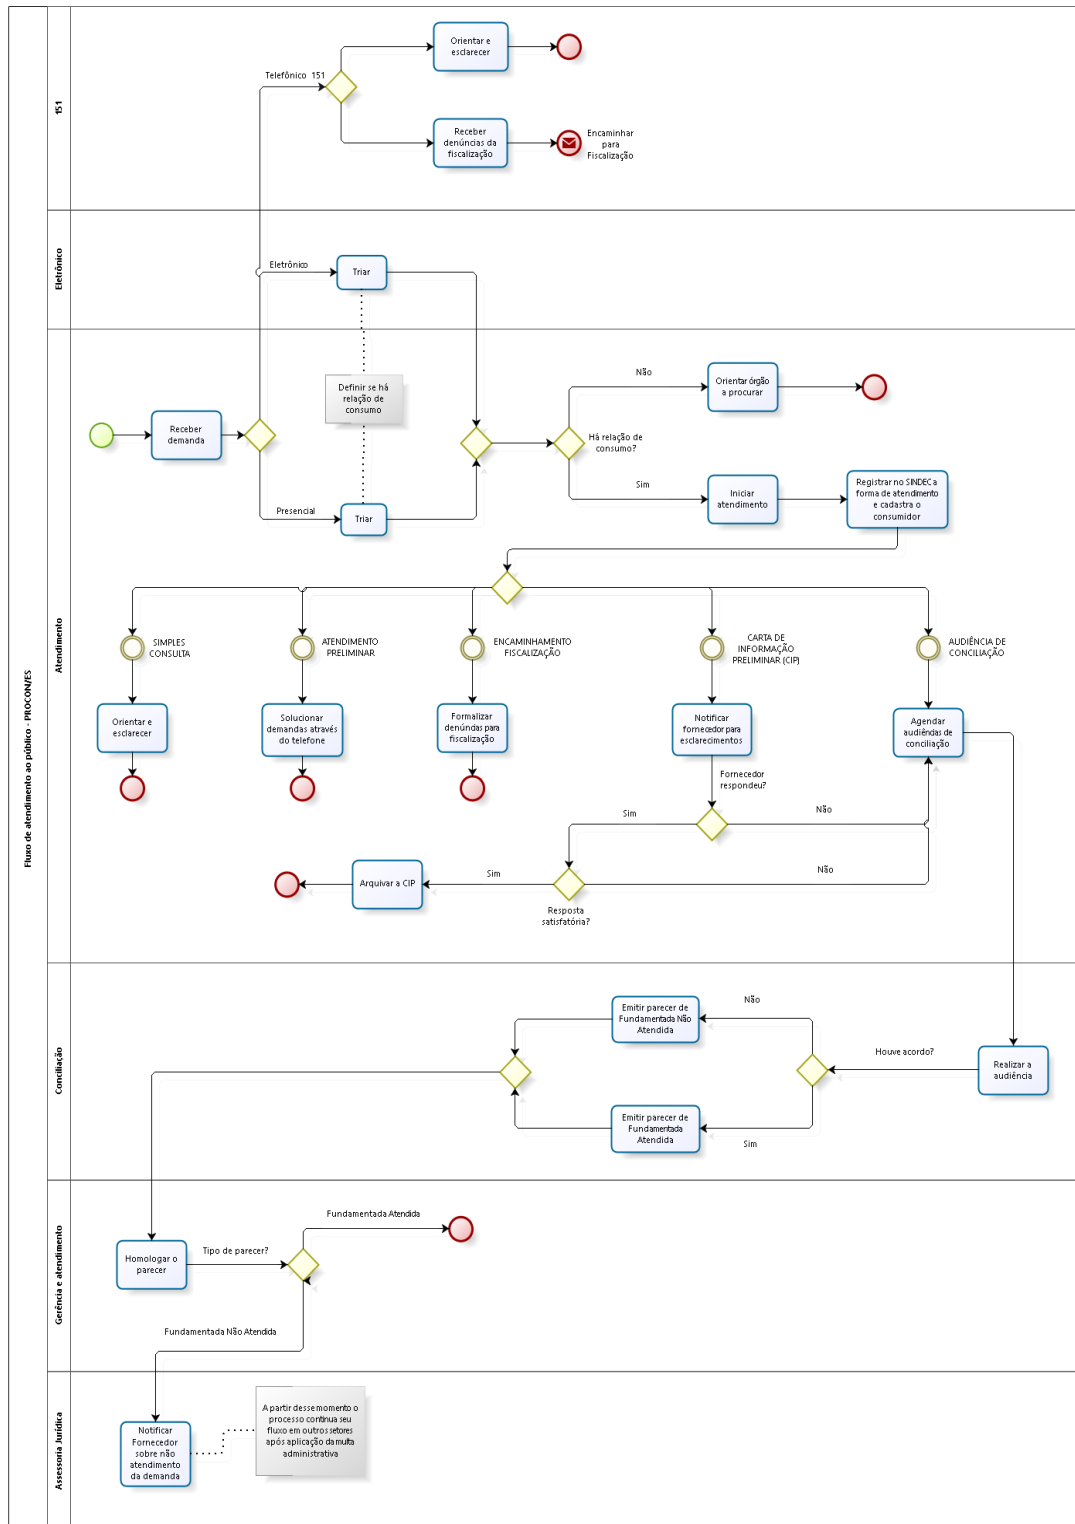 Fluxo de atendimento ao público - PROCON/ES
151
Telefônico 151
Orientar e
esclarecer
Receber
denúncias da
fiscalização
Encaminhar
para
Fiscalização
Eletrônico
Eletrônico
Triar
Atendimento
Receber
demanda
Definir se há
relação de
consumo
Presencial
Triar
Há relação de
consumo?
Não
Orientar órgão
a procurar
Sim
Iniciar
atendimento
Registrar no SINDEC a
forma de atendimento
e cadastra o
consumidor
SIMPLES
CONSULTA
ATENDIMENTO
PRELIMINAR
ENCAMINHAMENTO
FISCALIZAÇÃO
CARTA DE
INFORMAÇÃO
PRELIMINAR (CIP)
AUDIÊNCIA DE
CONCILIAÇÃO
Orientar e
esclarecer
Solucionar
demandas através
do telefone
Formalizar
denúncias para
fiscalização
Notificar
fornecedor para
esclarecimentos
Agendar
audiências de
conciliação
Fornecedor
respondeu?
Sim
Não
Arquivar a CIP
Sim
Não
Resposta
satisfatória?
Conciliação
Emitir parecer de
Fundamentada Não
Atendida
Não
Houve acordo?
Realizar a
audiência
Emitir parecer de
Fundamentada
Atendida
Sim
Gerência e atendimento
Fundamentada Atendida
Homologar o
parecer
Tipo de parecer?
Fundamentada Não Atendida
Assessoria Jurídica
Notificar
Fornecedor
sobre não
atendimento
da demanda
A partir desse momento o
processo continua seu
fluxo em outros setores
após aplicação da multa
administrativa